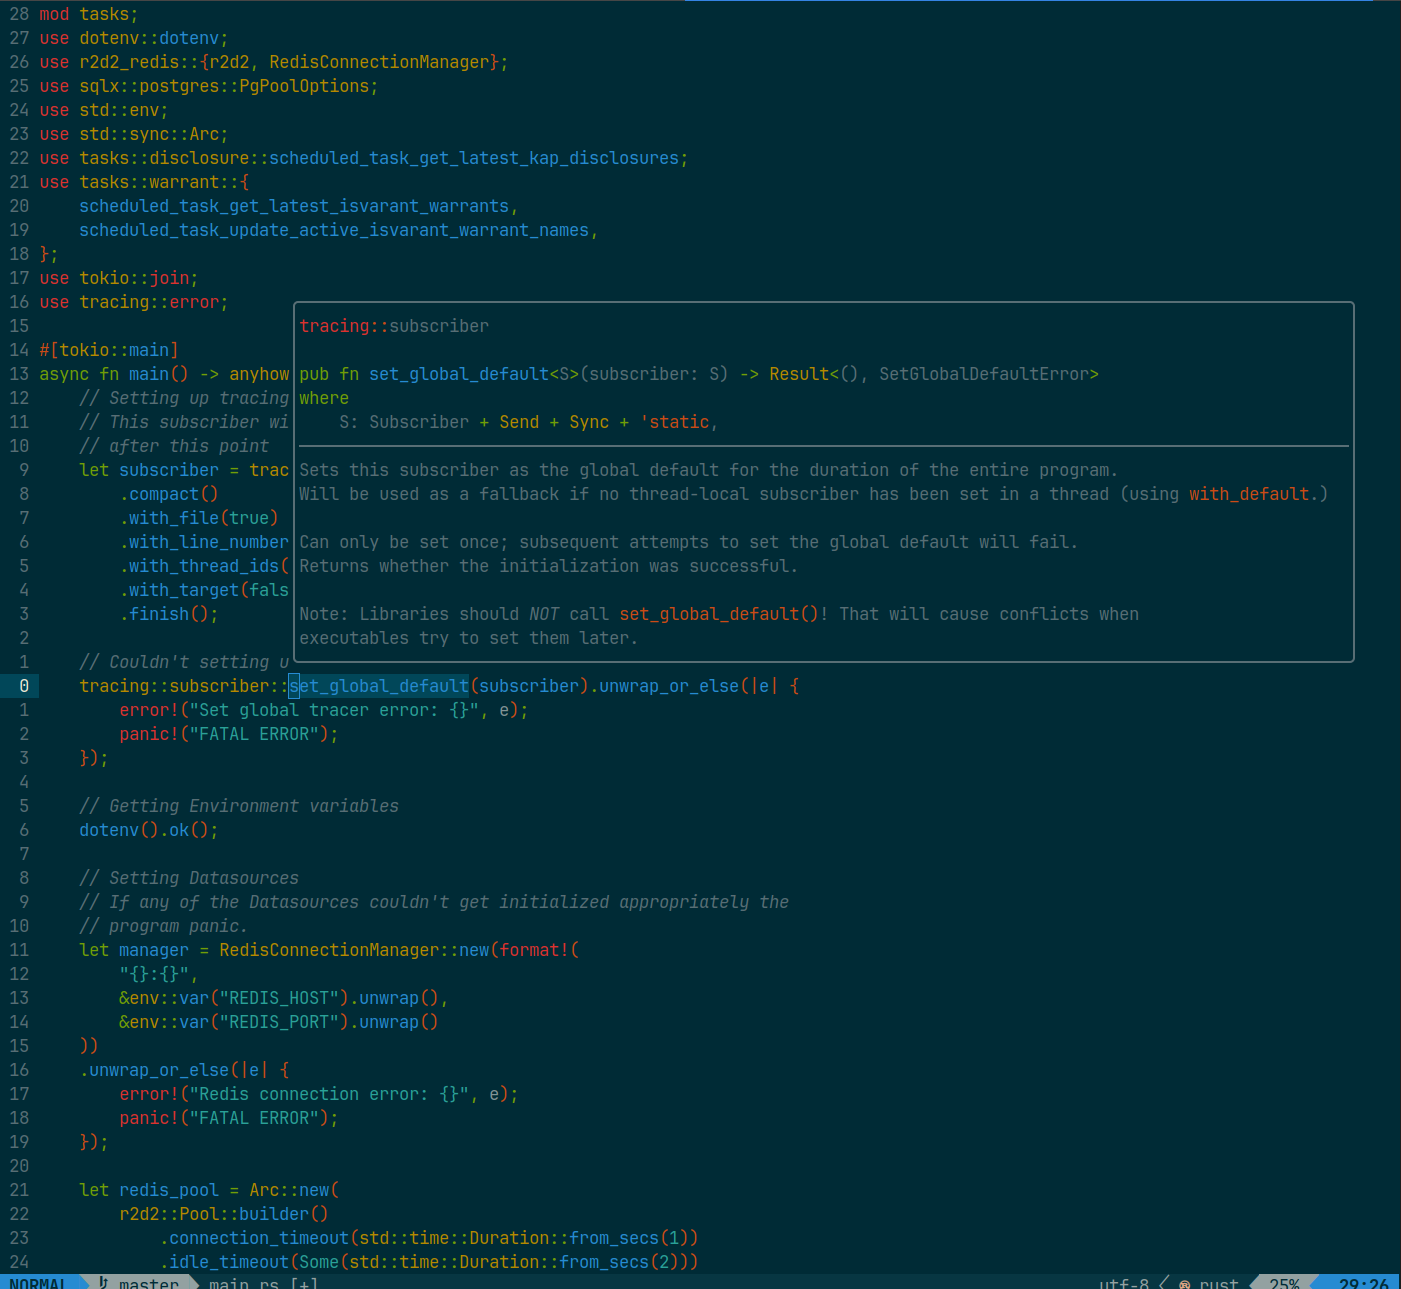 28 mod tasks;
27 use dotenv::dotenv;
26 use r2d2_redis::{r2d2, RedisConnectionManager};
25 use sqlx::postgres::PgPoolOptions;
24 use std::env;
23 use std::sync::Arc;
22 use tasks::disclosure::scheduled_task_get_latest_kap_disclosures;
21 use tasks::warrant::{
20     scheduled_task_get_latest_isvarant_warrants,
19     scheduled_task_update_active_isvarant_warrant_names,
18 };
17 use tokio::join;
16 use tracing::error;
15
tracing::subscriber
14 #[tokio::main]
13 async fn main() -> anyhow
pub fn set_global_default<S>(subscriber: S) -> Result<(), SetGlobalDefaultError>
12     // Setting up tracing
where
11     // This subscriber wi
S: Subscriber + Send + Sync + 'static,
10     // after this point
9     let subscriber = trac
Sets this subscriber as the global default for the duration of the entire program.
8         .compact()
Will be used as a fallback if no thread-local subscriber has been set in a thread (using with_default.)
7         .with_file(true)
6         .with_line_number
Can only be set once; subsequent attempts to set the global default will fail.
5         .with_thread_ids(
Returns whether the initialization was successful.
4         .with_target(fals
3         .finish();
Note: Libraries should NOT call set_global_default()! That will cause conflicts when
2
executables try to set them later.
1     // Couldn't setting u
0     tracing::subscriber::set_global_default(subscriber).unwrap_or_else(|e| {
1         error!("Set global tracer error: {}", e);
2         panic!("FATAL ERROR");
3     });
4
5     // Getting Environment variables
6     dotenv().ok();
7
8     // Setting Datasources
9     // If any of the Datasources couldn't get initialized appropriately the
10     // program panic.
11     let manager = RedisConnectionManager::new(format!(
12         "{}:{}",
13         &env::var("REDIS_HOST").unwrap(),
14         &env::var("REDIS_PORT").unwrap()
15     ))
16     .unwrap_or_else(|e| {
17         error!("Redis connection error: {}", e);
18         panic!("FATAL ERROR");
19     });
20
21     let redis_pool = Arc::new(
22         r2d2::Pool::builder()
23             .connection_timeout(std::time::Duration::from_secs(1))
24             .idle_timeout(Some(std::time::Duration::from_secs(2)))
NORMAL master main.rs [+] utf-8 rust 25% 29:26